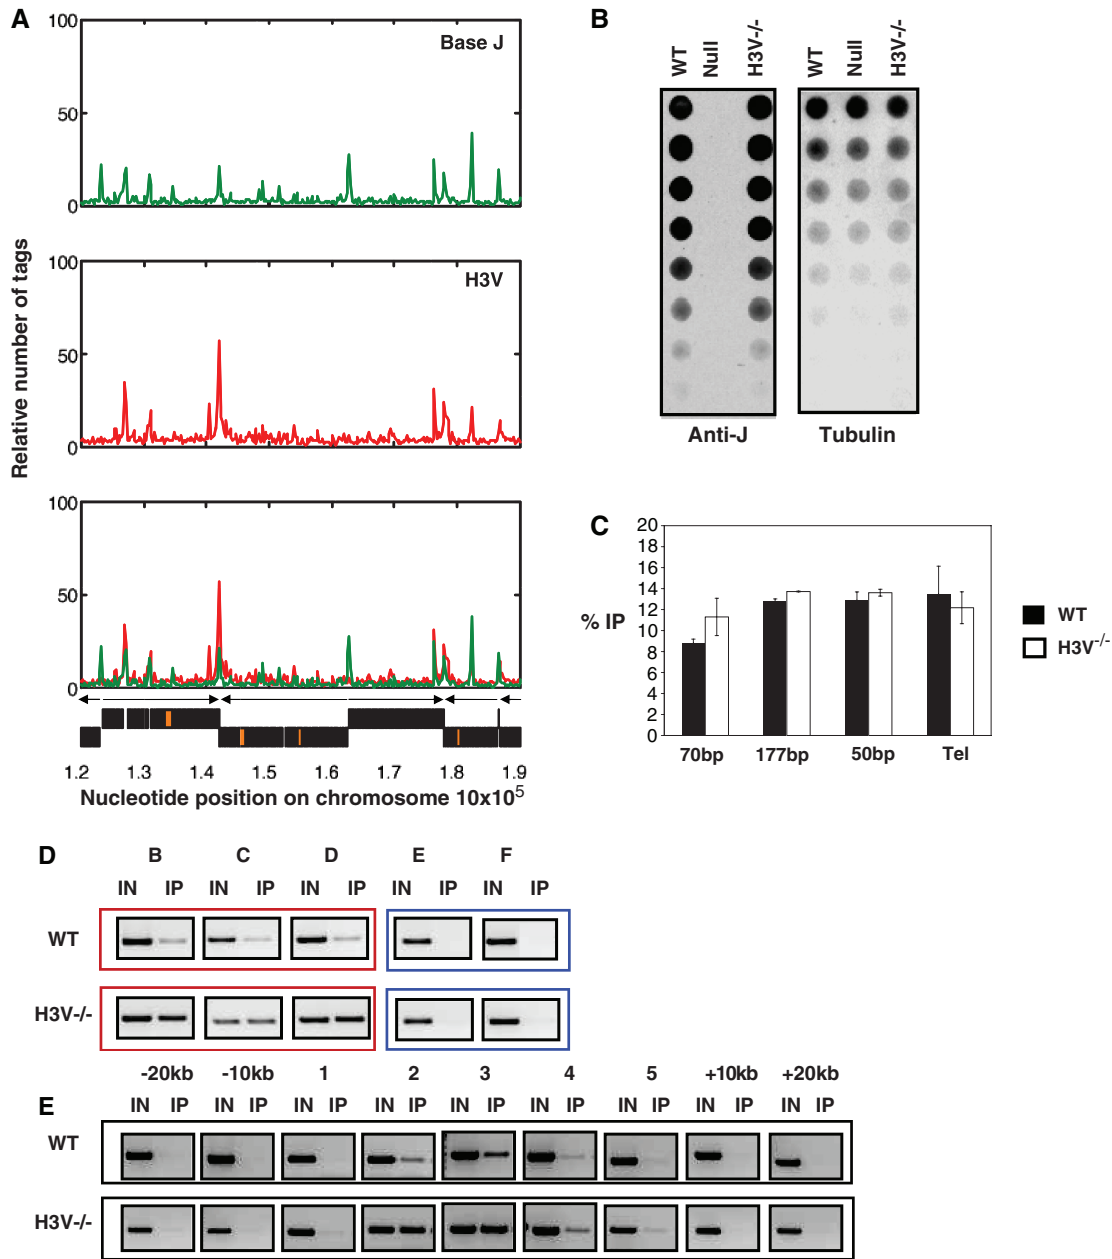 A
100
50
0
Base J
100
50
0
H3V
100
50
0
Relative number of tags
1.2 1.3 1.4 1.5 1.6 1.7 1.8 1.9
Nucleotide position on chromosome 10x10⁵
B
WT Null H3V-/- WT Null H3V-/-
Anti-J Tubulin
C
20
18
16
14
12
10
8
6
4
2
0
% IP
70bp 177bp 50bp Tel
WT
H3V-/-
D
B C D E F
IN IP IN IP IN IP IN IP IN IP
WT
H3V-/-
-20kb -10kb 1 2 3 4 5 +10kb +20kb
E
IN IP IN IP IN IP IN IP IN IP IN IP IN IP IN IP IN IP
WT
H3V-/-